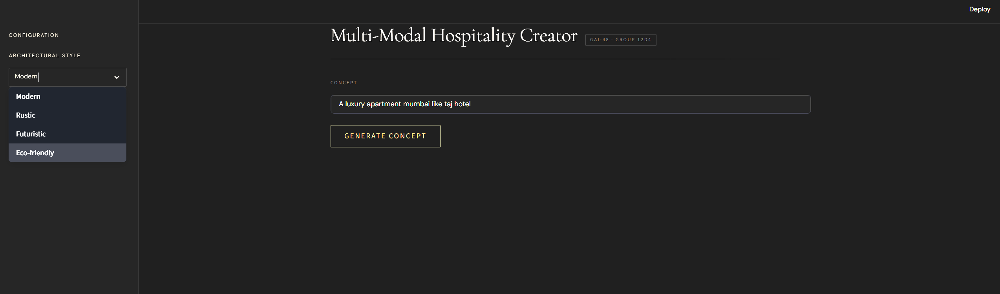 Deploy
CONFIGURATION
ARCHITECTURAL STYLE
Modern
Modern
Rustic
Futuristic
Eco-friendly
Multi-Modal Hospitality Creator
GAI-48 · GROUP 12D4
CONCEPT
A luxury apartment mumbai like taj hotel
GENERATE CONCEPT